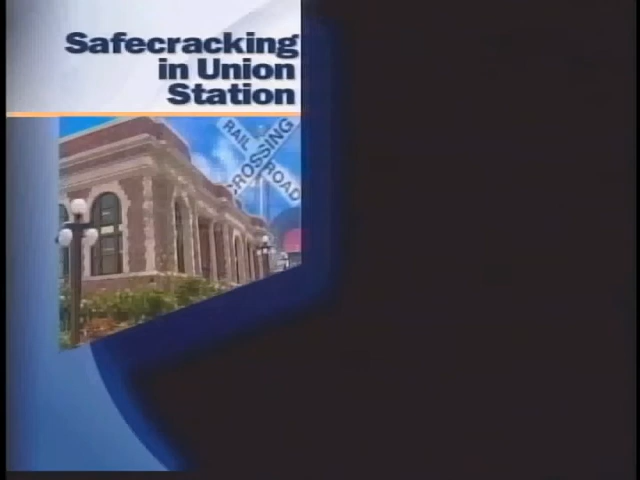 Safecracking
in Union
Station
RAIL
CROSSING
ROAD